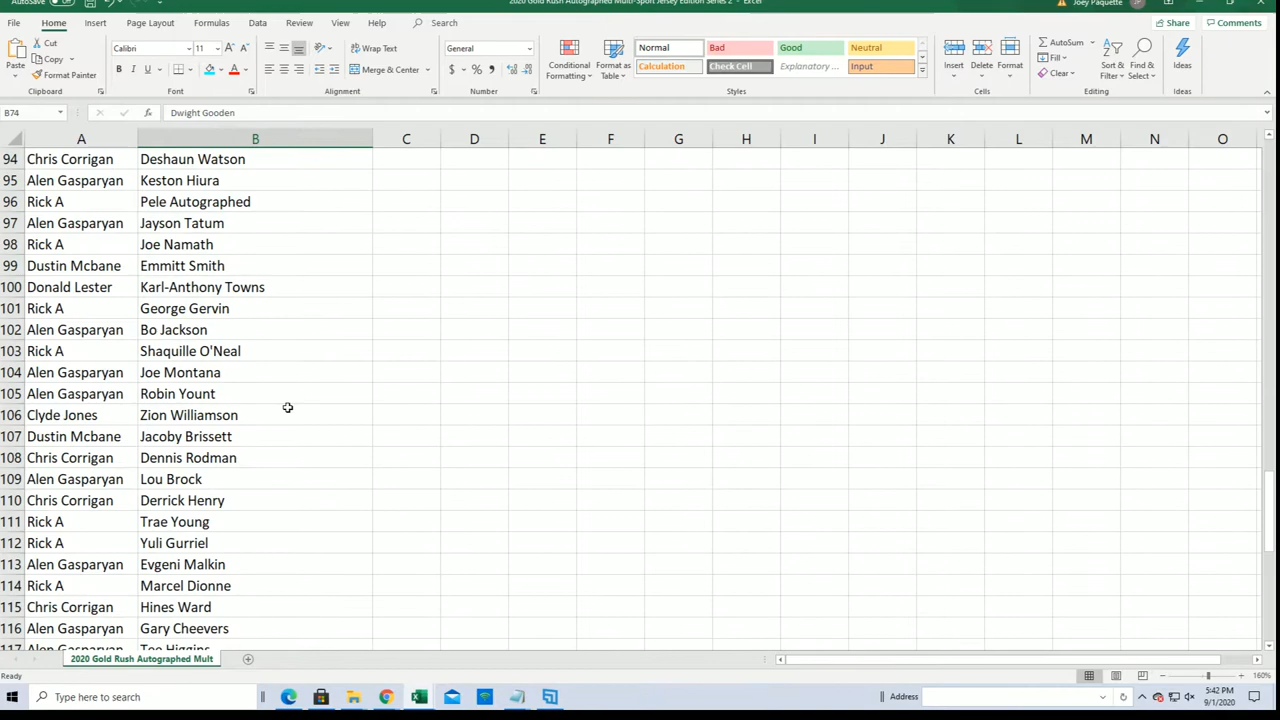 AutoSave
2020 Gold Rush Autographed Multi-Sport Jersey Edition Series 2 - Excel
Joey Paquette
File Home Insert Page Layout Formulas Data Review View Help Search Share Comments
Cut
Copy
Format Painter
Paste
Calibri 11
B I U
Wrap Text
Merge & Center
General
$ % ,
Conditional Formatting
Format as Table
Normal Bad Good Neutral
Calculation Check Cell Explanatory ... Input
Insert Delete Format
AutoSum
Fill
Clear
Sort & Filter
Find & Select
Ideas
Clipboard Font Alignment Number Styles Cells Editing Ideas
B74 fx Dwight Gooden
A B C D E F G H I J K L M N O
94 Chris Corrigan Deshaun Watson
95 Alen Gasparyan Keston Hiura
96 Rick A Pele Autographed
97 Alen Gasparyan Jayson Tatum
98 Rick A Joe Namath
99 Dustin Mcbane Emmitt Smith
100 Donald Lester Karl-Anthony Towns
101 Rick A George Gervin
102 Alen Gasparyan Bo Jackson
103 Rick A Shaquille O'Neal
104 Alen Gasparyan Joe Montana
105 Alen Gasparyan Robin Yount
106 Clyde Jones Zion Williamson
107 Dustin Mcbane Jacoby Brissett
108 Chris Corrigan Dennis Rodman
109 Alen Gasparyan Lou Brock
110 Chris Corrigan Derrick Henry
111 Rick A Trae Young
112 Rick A Yuli Gurriel
113 Alen Gasparyan Evgeni Malkin
114 Rick A Marcel Dionne
115 Chris Corrigan Hines Ward
116 Alen Gasparyan Gary Cheevers
117 Alen Gasparyan Tee Higgins
2020 Gold Rush Autographed Mult
Ready
160%
Type here to search
Address
5:42 PM
9/1/2020